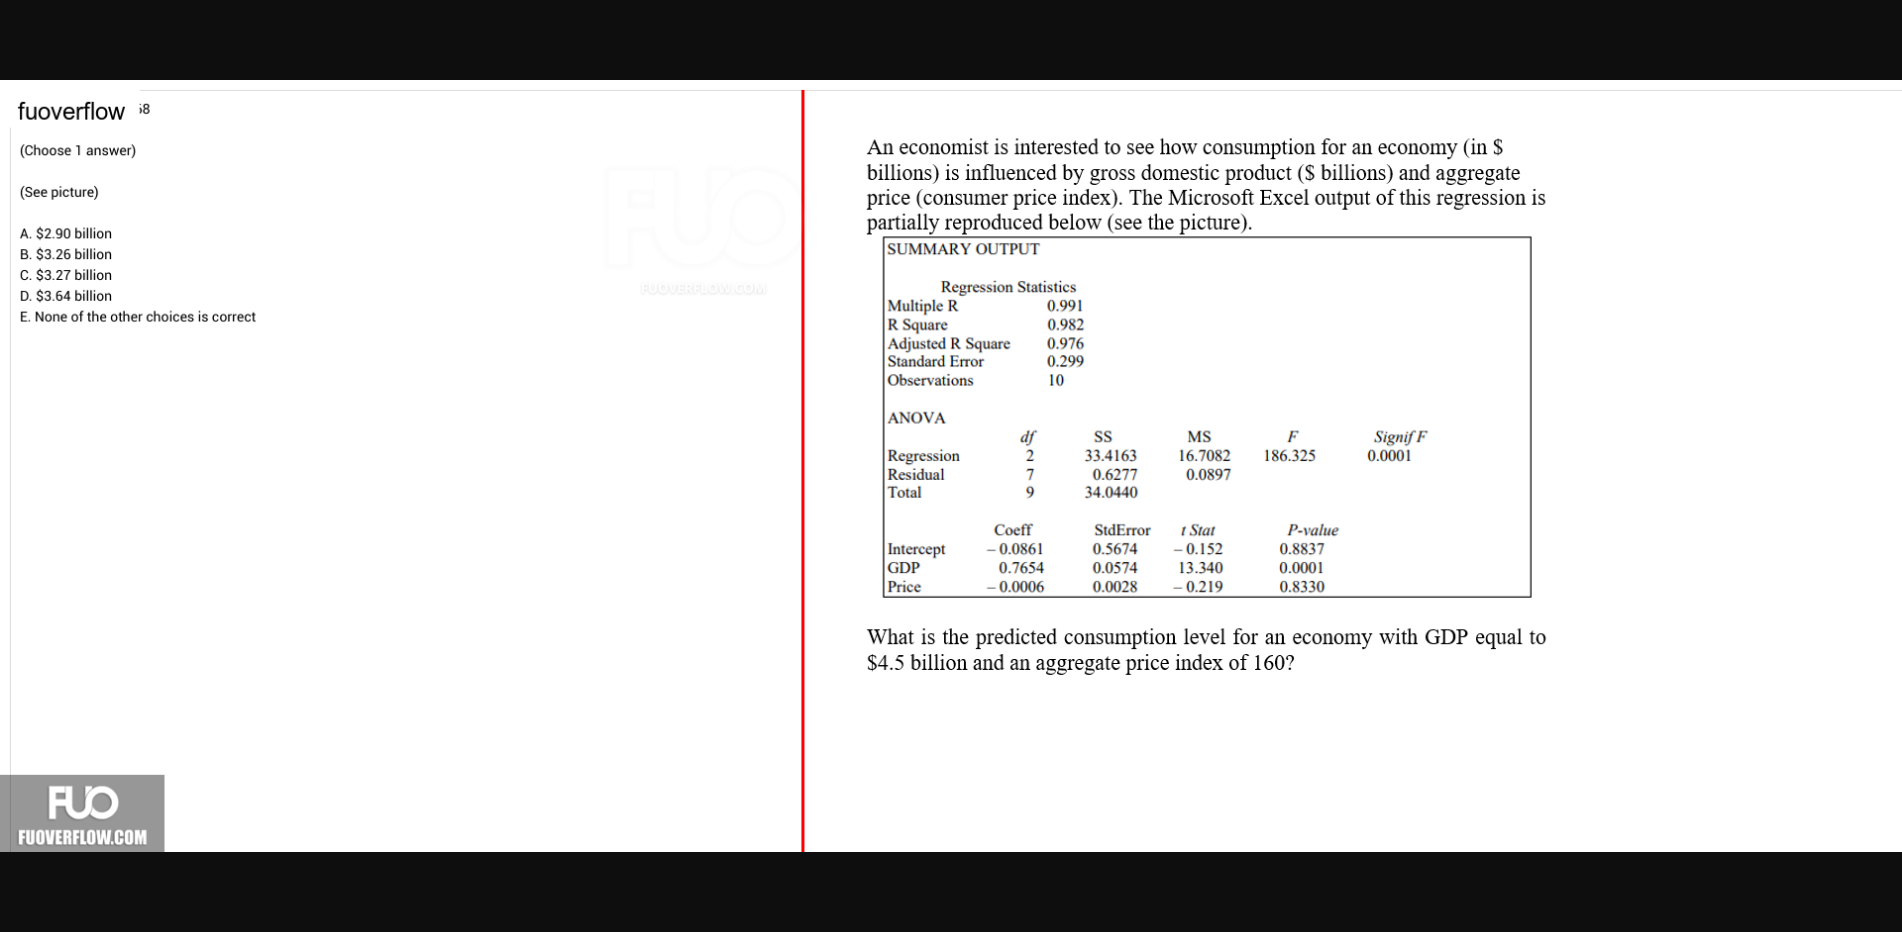 fuoverflow
(Choose 1 answer)
(See picture)
A. $2.90 billion
B. $3.26 billion
C. $3.27 billion
D. $3.64 billion
E. None of the other choices is correct
FUO
FUOVERFLOW.COM
An economist is interested to see how consumption for an economy (in $
billions) is influenced by gross domestic product ($ billions) and aggregate
price (consumer price index). The Microsoft Excel output of this regression is
partially reproduced below (see the picture).
SUMMARY OUTPUT
Regression Statistics
Multiple R 0.991
R Square 0.982
Adjusted R Square 0.976
Standard Error 0.299
Observations 10
ANOVA
df SS MS F Signif F
Regression 2 33.4163 16.7082 186.325 0.0001
Residual 7 0.6277 0.0897
Total 9 34.0440
Coeff StdError t Stat P-value
Intercept – 0.0861 0.5674 – 0.152 0.8837
GDP 0.7654 0.0574 13.340 0.0001
Price – 0.0006 0.0028 – 0.219 0.8330
What is the predicted consumption level for an economy with GDP equal to
$4.5 billion and an aggregate price index of 160?
FUO
FUOVERFLOW.COM